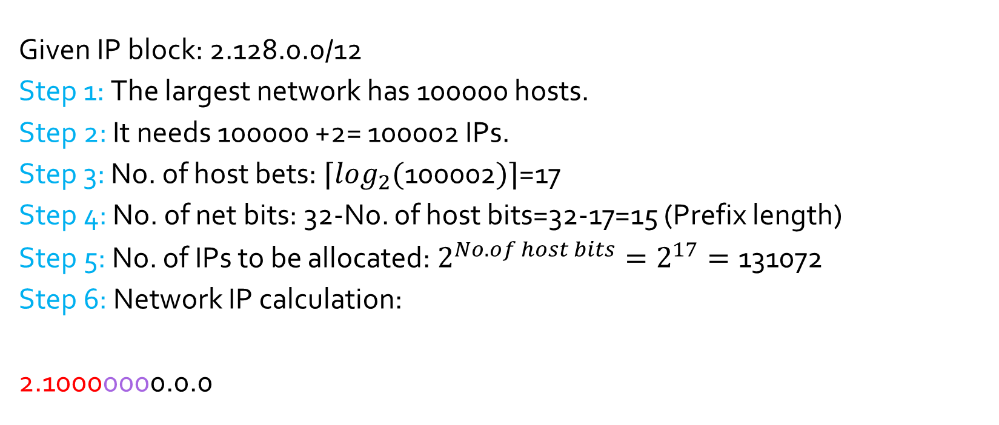 Given IP block: 2.128.0.0/12
Step 1: The largest network has 100000 hosts.
Step 2: It needs 100000 +2= 100002 IPs.
Step 3: No. of host bets: ⌈log₂(100002)⌉=17
Step 4: No. of net bits: 32-No. of host bits=32-17=15 (Prefix length)
Step 5: No. of IPs to be allocated: 2^{No.of host bits} = 2^{17} = 131072
Step 6: Network IP calculation:
2.10000000.0.0